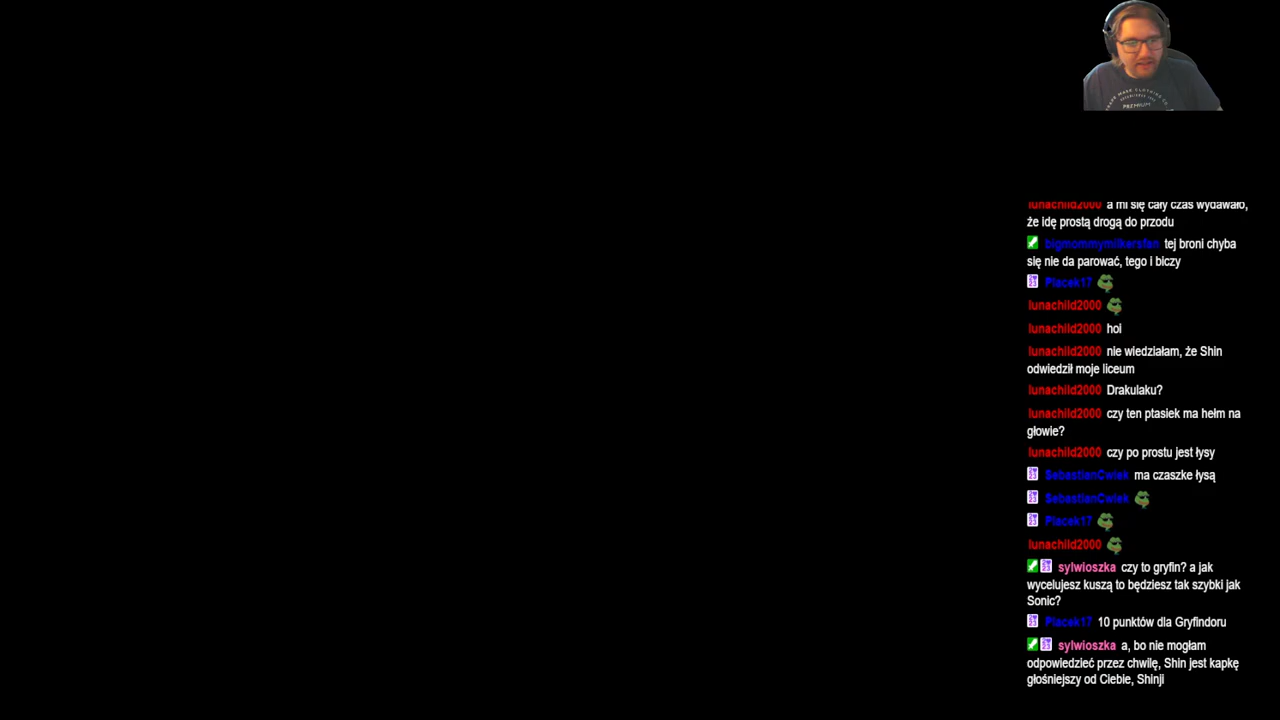 PREMIUM
lunachild2000 a mi się cały czas wydawało,
że idę prostą drogą do przodu
bigmommymilkersfan tej broni chyba
się nie da parować, tego i biczy
Placek17
lunachild2000
lunachild2000 hoi
lunachild2000 nie wiedziałam, że Shin
odwiedził moje liceum
lunachild2000 Drakulaku?
lunachild2000 czy ten ptasiek ma hełm na
głowie?
lunachild2000 czy po prostu jest łysy
SebastianCwiek ma czaszke łysą
SebastianCwiek
Placek17
lunachild2000
sylwioszka czy to gryfin? a jak
wycelujesz kuszą to będziesz tak szybki jak
Sonic?
Placek17 10 punktów dla Gryfindoru
sylwioszka a, bo nie mogłam
odpowiedzieć przez chwilę, Shin jest kapkę
głośniejszy od Ciebie, Shinji